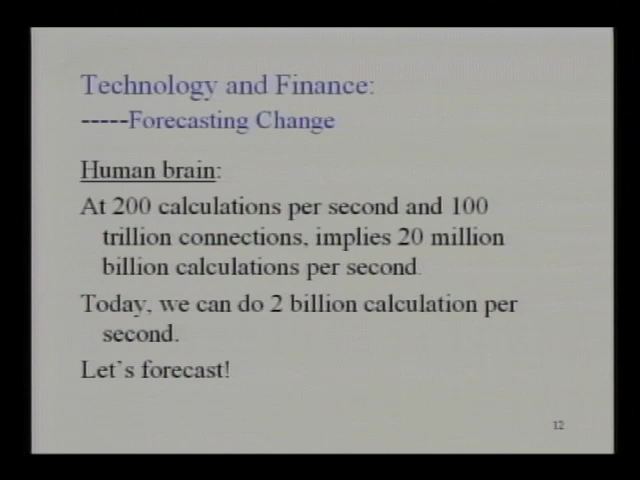 Technology and Finance:
-----Forecasting Change
Human brain:
At 200 calculations per second and 100
trillion connections, implies 20 million
billion calculations per second.
Today, we can do 2 billion calculation per
second.
Let's forecast!
12